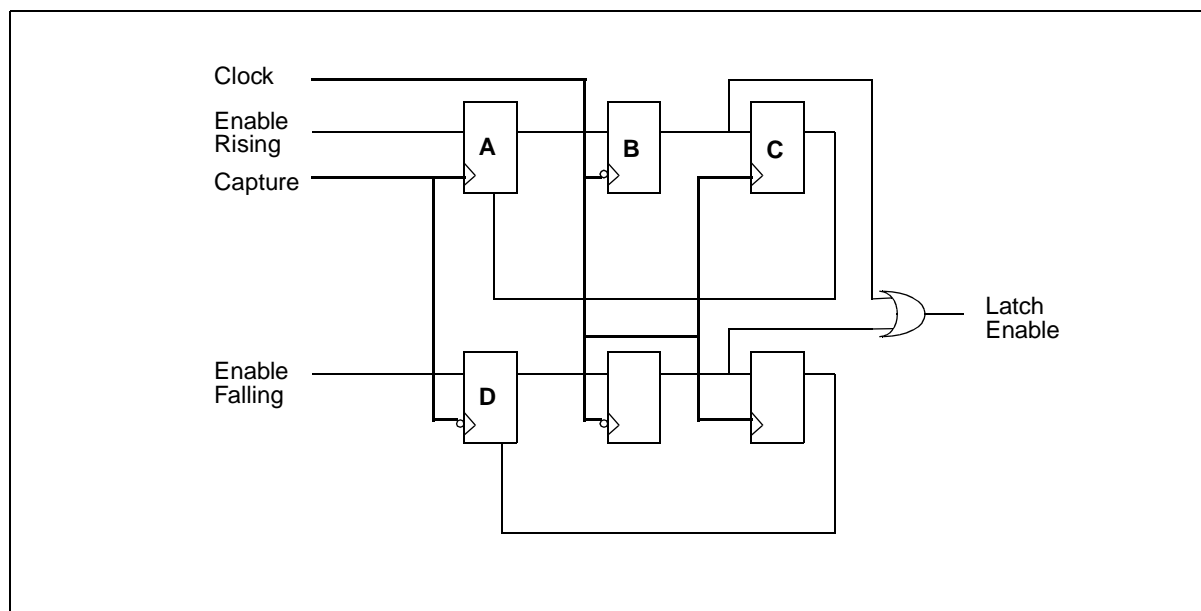 Clock
Enable
Rising
A
B
C
Capture
Latch
Enable
Enable
Falling
D